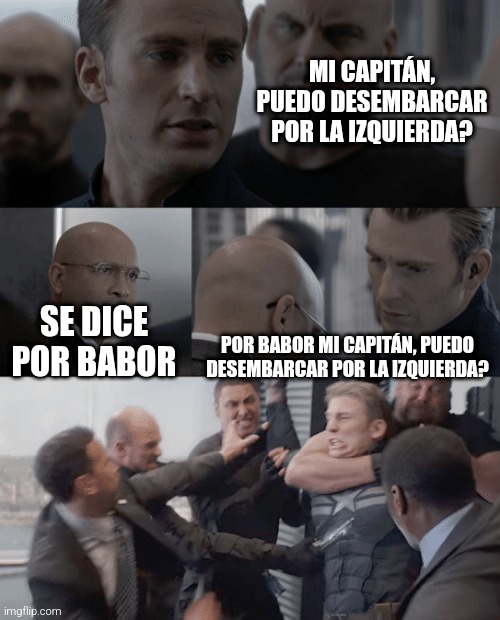 MI CAPITÁN,
PUEDO DESEMBARCAR
POR LA IZQUIERDA?
SE DICE
POR BABOR
POR BABOR MI CAPITÁN, PUEDO
DESEMBARCAR POR LA IZQUIERDA?
imgflip.com